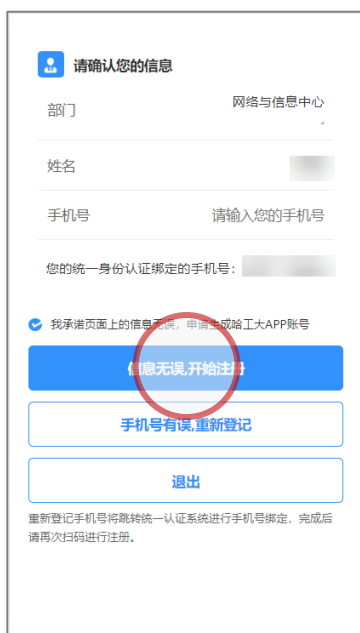 请确认您的信息
部门 网络与信息中心
姓名
手机号 请输入您的手机号
您的统一身份认证绑定的手机号：
我承诺页面上的信息无误，申请生成哈工大APP账号
信息无误,开始注册
手机号有误,重新登记
退出
重新登记手机号将跳转统一认证系统进行手机号绑定，完成后
请再次扫码进行注册。